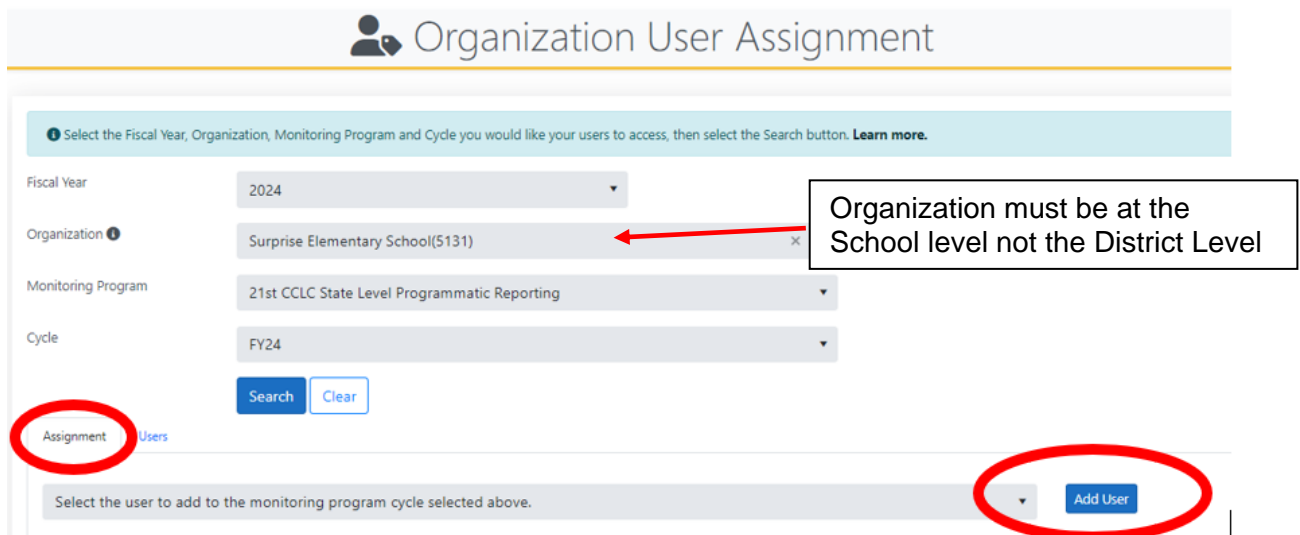 Organization User Assignment
Select the Fiscal Year, Organization, Monitoring Program and Cycle you would like your users to access, then select the Search button. Learn more.
Fiscal Year
2024
Organization
Surprise Elementary School(5131)
Organization must be at the
School level not the District Level
Monitoring Program
21st CCLC State Level Programmatic Reporting
Cycle
FY24
Search Clear
Assignment Users
Select the user to add to the monitoring program cycle selected above.
Add User